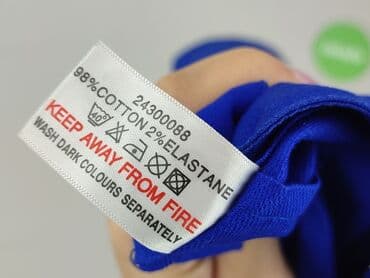 24300088
98%COTTON 2%ELASTANE
40°
KEEP AWAY FROM FIRE
WASH DARK COLOURS SEPARATELY